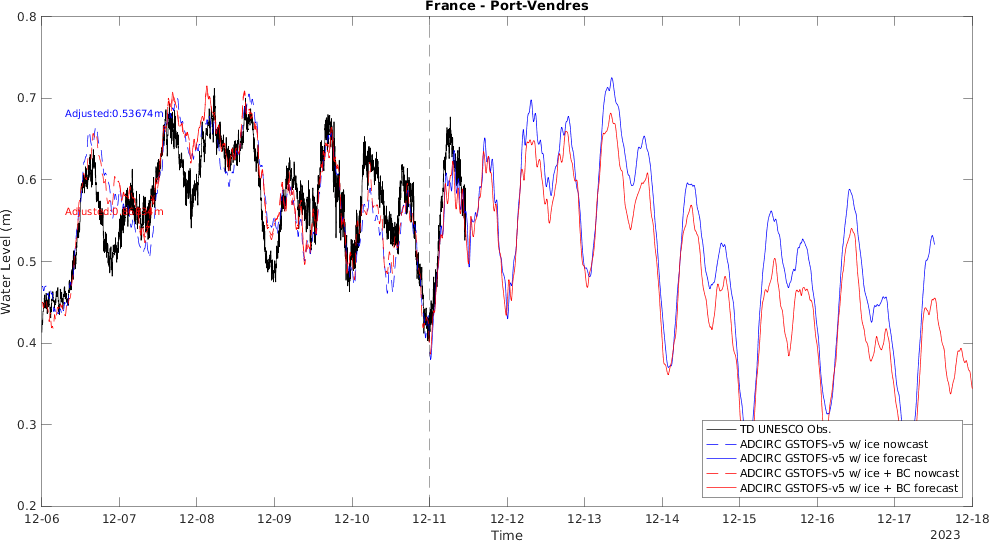 France - Port-Vendres
0.8
0.7
0.6
0.5
0.4
0.3
0.2
Water Level (m)
Adjusted:0.53674m
12-06
12-07
12-08
12-09
12-10
12-11
12-12
12-13
12-14
12-15
12-16
12-17
12-18
Time
2023
TD UNESCO Obs.
ADCIRC GSTOFS-v5 w/ ice nowcast
ADCIRC GSTOFS-v5 w/ ice forecast
ADCIRC GSTOFS-v5 w/ ice + BC nowcast
ADCIRC GSTOFS-v5 w/ ice + BC forecast